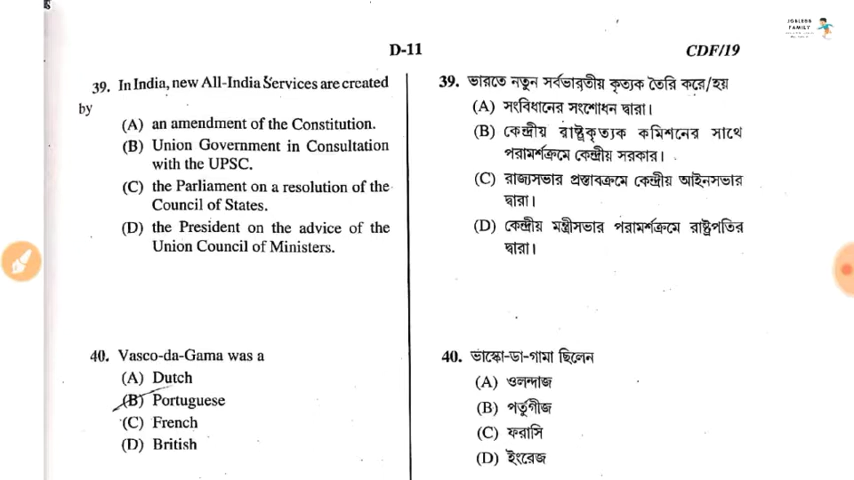 JOBLESS
FAMILY
D-11
CDF/19
39. In India, new All-India Services are created
by
(A) an amendment of the Constitution.
(B) Union Government in Consultation
with the UPSC.
(C) the Parliament on a resolution of the
Council of States.
(D) the President on the advice of the
Union Council of Ministers.
40. Vasco-da-Gama was a
(A) Dutch
(B) Portuguese
(C) French
(D) British
39. ভারতে নতুন সর্বভারতীয় কৃত্যক তৈরি করে/হয়
(A) সংবিধানের সংশোধন দ্বারা।
(B) কেন্দ্রীয় রাষ্ট্রকৃত্যক কমিশনের সাথে
পরামর্শক্রমে কেন্দ্রীয় সরকার।
(C) রাজ্যসভার প্রস্তাবক্রমে কেন্দ্রীয় আইনসভার
দ্বারা।
(D) কেন্দ্রীয় মন্ত্রীসভার পরামর্শক্রমে রাষ্ট্রপতির
দ্বারা।
40. ভাস্কো-ডা-গামা ছিলেন
(A) ওলন্দাজ
(B) পর্তুগীজ
(C) ফরাসি
(D) ইংরেজ